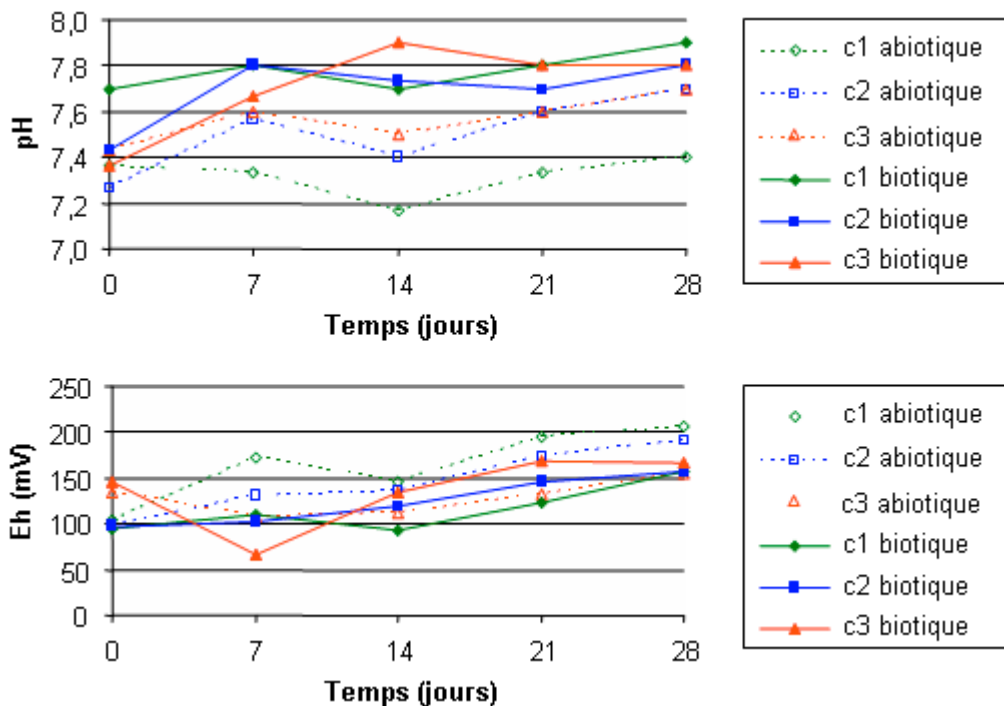 8,0
7,8
7,6
7,4
7,2
7,0
pH
0 7 14 21 28
Temps (jours)
c1 abiotique
c2 abiotique
c3 abiotique
c1 biotique
c2 biotique
c3 biotique
250
200
150
100
50
0
Eh (mV)
0 7 14 21 28
Temps (jours)
c1 abiotique
c2 abiotique
c3 abiotique
c1 biotique
c2 biotique
c3 biotique